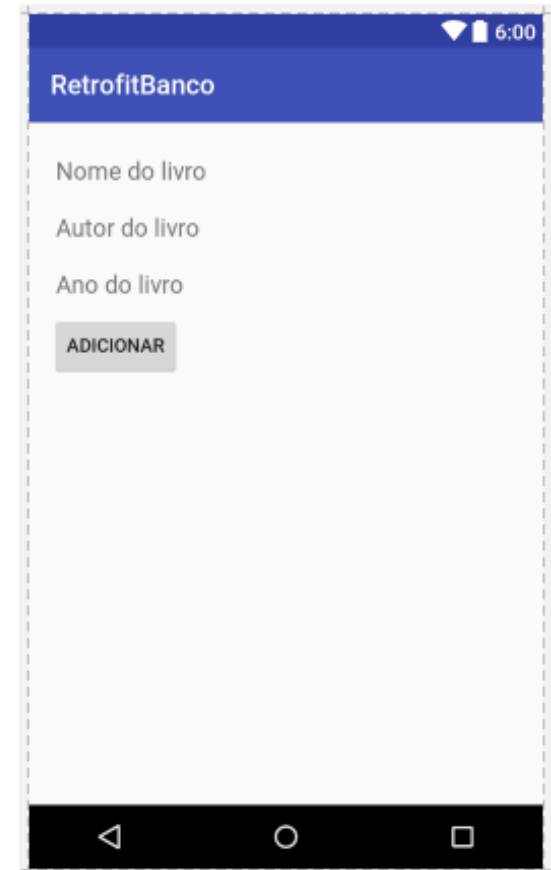 6:00
RetrofitBanco
Nome do livro
Autor do livro
Ano do livro
ADICIONAR